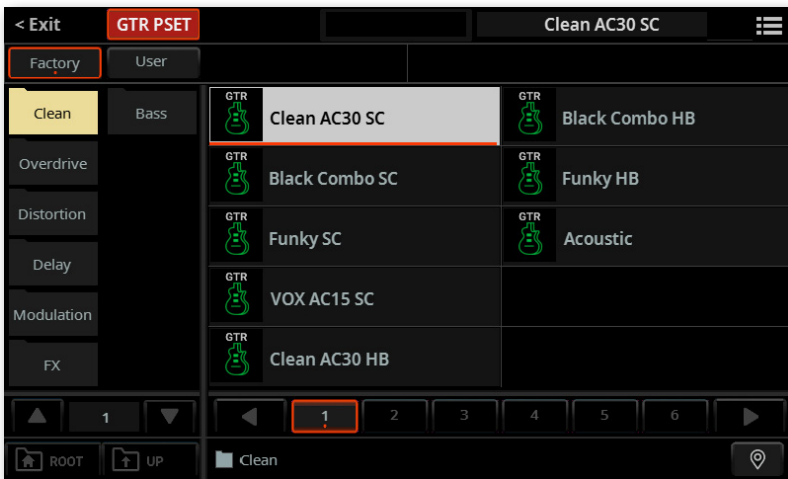 < Exit GTR PSET Clean AC30 SC
Factory User
Clean Bass
Overdrive
Distortion
Delay
Modulation
FX
GTR Clean AC30 SC
GTR Black Combo HB
GTR Black Combo SC
GTR Funky HB
GTR Funky SC
GTR Acoustic
GTR VOX AC15 SC
GTR Clean AC30 HB
1
1 2 3 4 5 6
ROOT UP
Clean